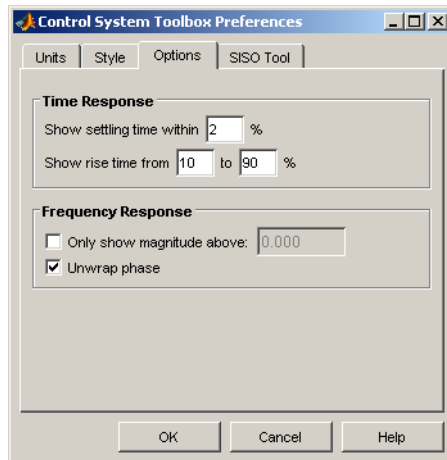 Control System Toolbox Preferences
Units Style Options SISO Tool
Time Response
Show settling time within 2 %
Show rise time from 10 to 90 %
Frequency Response
Only show magnitude above: 0.000
Unwrap phase
OK Cancel Help